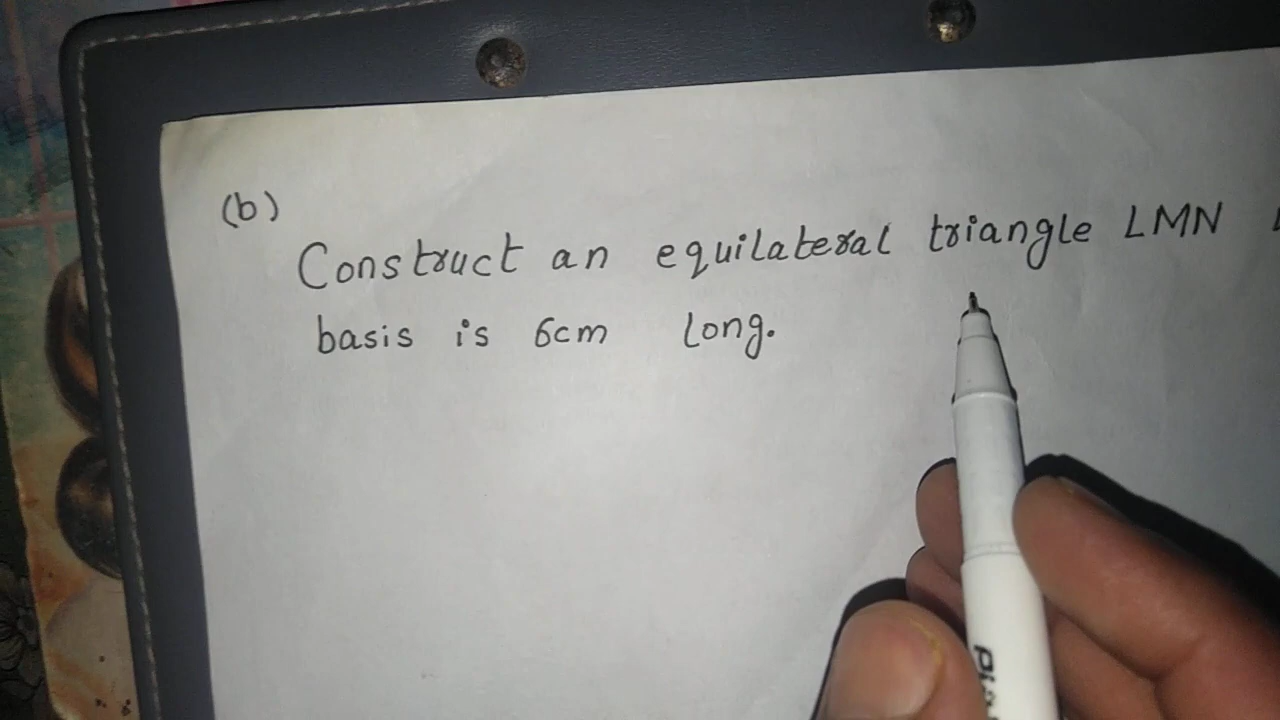 (b)
Construct an equilateral triangle LMN
basis is 6cm long.